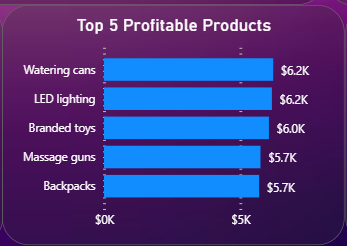 Top 5 Profitable Products
Watering cans $6.2K
LED lighting $6.2K
Branded toys $6.0K
Massage guns $5.7K
Backpacks $5.7K
$0K $5K